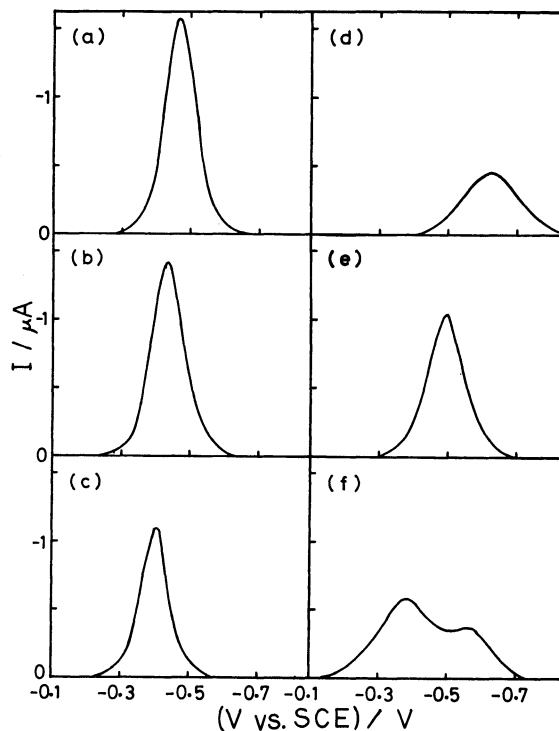 (a)
(d)
-1
0
(b)
(e)
I / μA
-1
0
(c)
(f)
-1
0
-0.1 -0.3 -0.5 -0.7 -0.1 -0.3 -0.5 -0.7
(V vs. SCE) / V